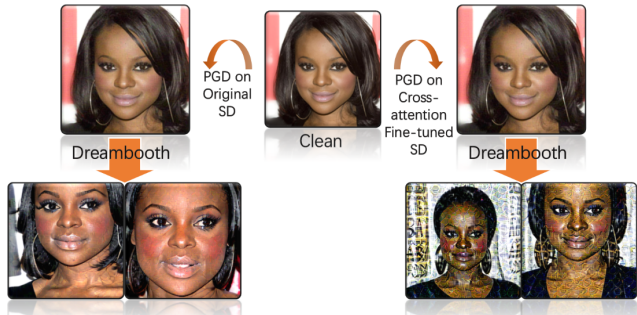 PGD on
Original
SD
Clean
PGD on
Cross-
attention
Fine-tuned
SD
Dreambooth
Dreambooth